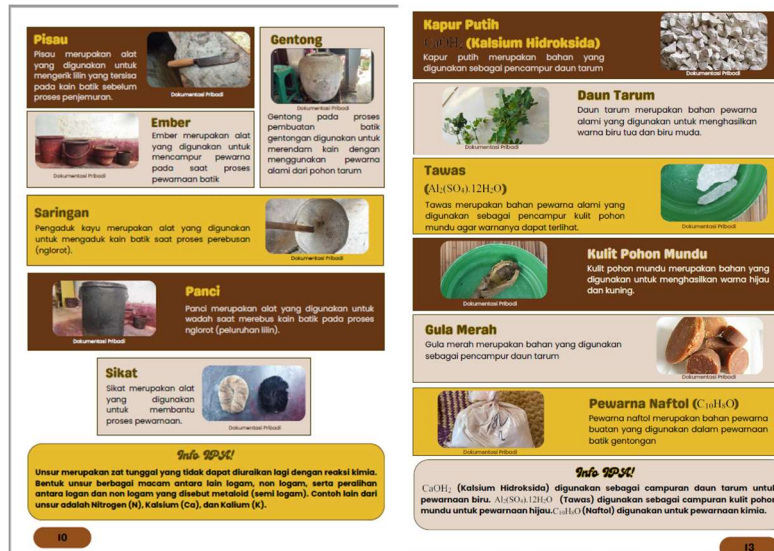 Pisau
Pisau merupakan alat
yang digunakan untuk
mengerik lilin yang tersisa
pada kain batik sebelum
proses penjemuran.
Dokumentasi Pribadi
Gentong
Dokumentasi Pribadi
Gentong pada proses
pembuatan batik
gentongan digunakan untuk
merendam kain dengan
menggunakan pewarna
alami dari pohon tarum
Ember
Ember merupakan alat
yang digunakan untuk
mencampur pewarna
pada saat proses
pewarnaan batik
Dokumentasi Pribadi
Saringan
Pengaduk kayu merupakan alat yang digunakan
untuk mengaduk kain batik saat proses perebusan
(nglorot).
Dokumentasi Pribadi
Panci
Panci merupakan alat yang digunakan untuk
wadah saat merebus kain batik pada proses
nglorot (peluruhan lilin).
Dokumentasi Pribadi
Sikat
Sikat merupakan alat
yang digunakan
untuk membantu
proses pewarnaan.
Dokumentasi Pribadi
Info IPA!
Unsur merupakan zat tunggal yang tidak dapat diuraikan lagi dengan reaksi kimia.
Bentuk unsur berbagai macam antara lain logam, non logam, serta peralihan
antara logan dan non logam yang disebut metaloid (semi logam). Contoh lain dari
unsur adalah Nitrogen (N), Kalsium (Ca), dan Kalium (K).
10
Kapur Putih
CaOH₂ (Kalsium Hidroksida)
Kapur putih merupakan bahan yang
digunakan sebagai pencampur daun tarum
Dokumentasi Pribadi
Daun Tarum
Daun tarum merupakan bahan pewarna
alami yang digunakan untuk menghasilkan
warna biru tua dan biru muda.
Dokumentasi Pribadi
Tawas
(Al₂(SO₄).12H₂O)
Tawas merupakan bahan pewarna alami yang
digunakan sebagai pencampur kulit pohon
mundu agar warnanya dapat terlihat.
Dokumentasi Pribadi
Kulit Pohon Mundu
Kulit pohon mundu merupakan bahan yang
digunakan untuk menghasilkan warna hijau
dan kuning.
Dokumentasi Pribadi
Gula Merah
Gula merah merupakan bahan yang digunakan
sebagai pencampur daun tarum
Dokumentasi Pribadi
Pewarna Naftol (C₁₀H₈O)
Pewarna naftol merupakan bahan pewarna
buatan yang digunakan dalam pewarnaan
batik gentongan
Dokumentasi Pribadi
Info IPA!
CaOH₂ (Kalsium Hidroksida) digunakan sebagai campuran daun tarum untuk
pewarnaan biru. Al₂(SO₄).12H₂O (Tawas) digunakan sebagai campuran kulit pohon
mundu untuk pewarnaan hijau.C₁₀H₈O (Naftol) digunakan untuk pewarnaan kimia.
13